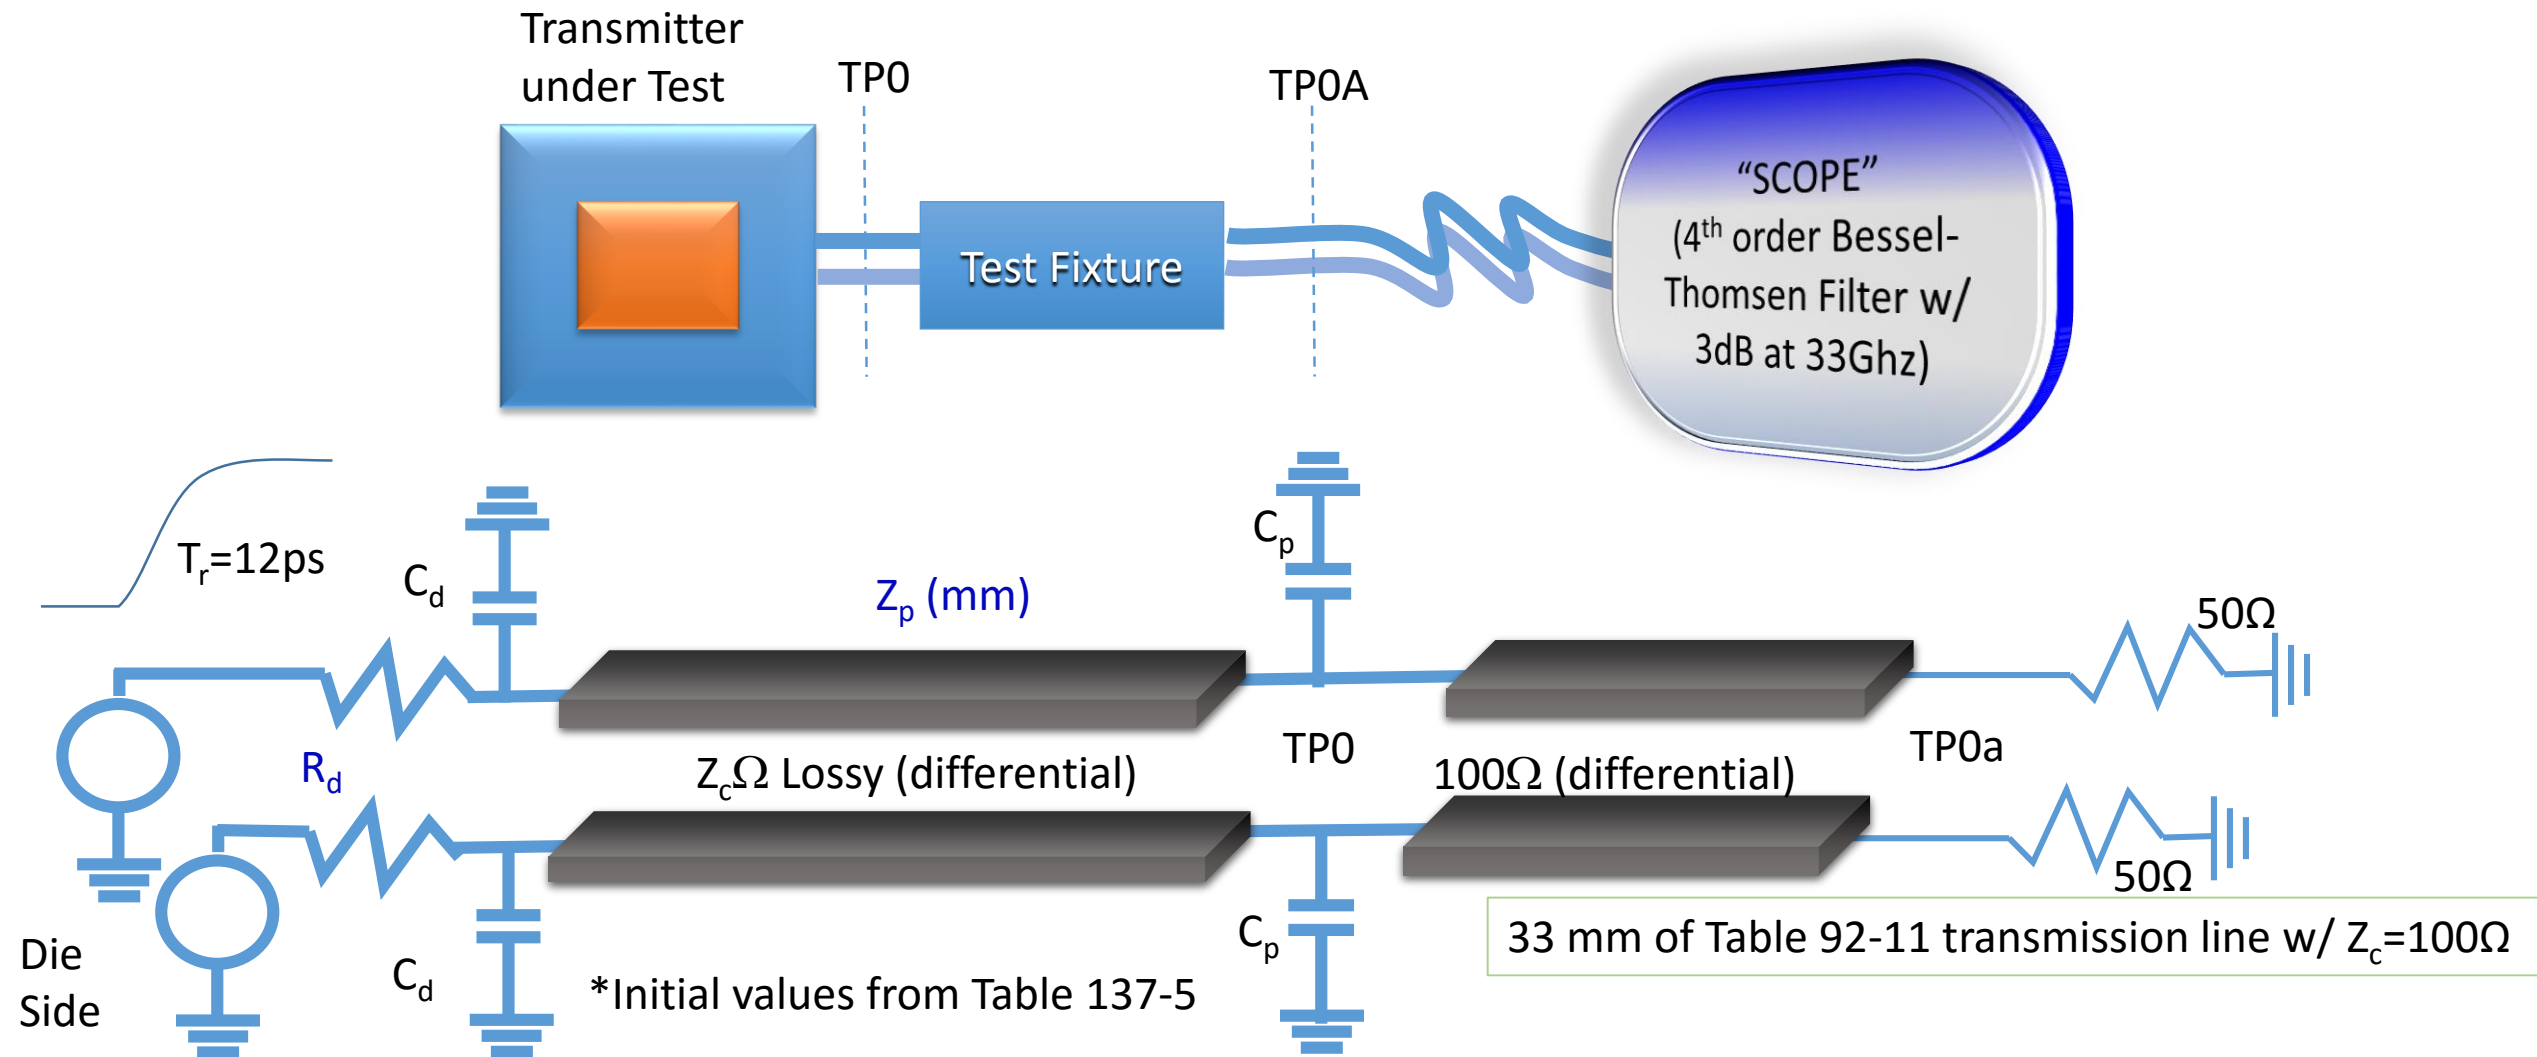 Transmitter
under Test
TP0
TP0A
Test Fixture
“SCOPE”
(4th order Bessel-
Thomsen Filter w/
3dB at 33Ghz)
Tr=12ps
Cd
Zp (mm)
Cp
50Ω
Rd
ZcΩ Lossy (differential)
TP0
100Ω (differential)
TP0a
50Ω
Die
Side
Cd
*Initial values from Table 137-5
Cp
33 mm of Table 92-11 transmission line w/ Zc=100Ω